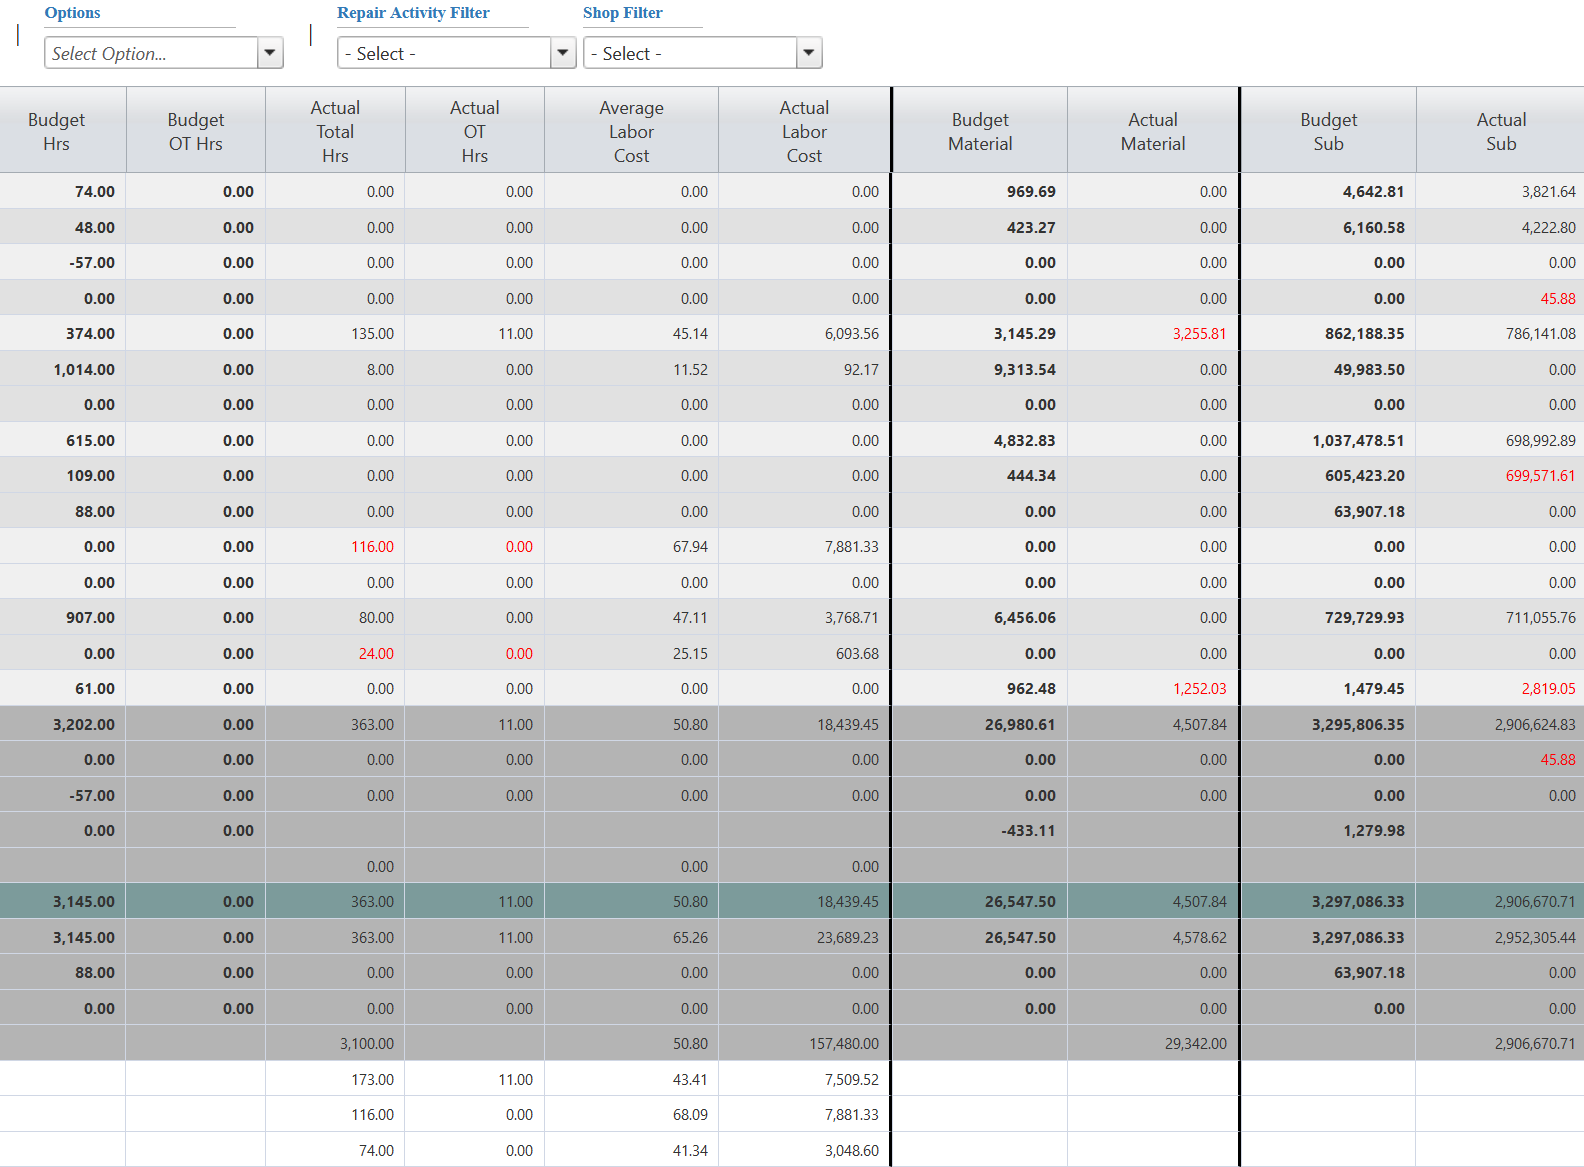 Options Repair Activity Filter Shop Filter
Select Option... - Select - - Select -
Budget Hrs Budget OT Hrs Actual Total Hrs Actual OT Hrs Average Labor Cost Actual Labor Cost Budget Material Actual Material Budget Sub Actual Sub
74.00 0.00 0.00 0.00 0.00 0.00 969.69 0.00 4,642.81 3,821.64
48.00 0.00 0.00 0.00 0.00 0.00 423.27 0.00 6,160.58 4,222.80
-57.00 0.00 0.00 0.00 0.00 0.00 0.00 0.00 0.00 0.00
0.00 0.00 0.00 0.00 0.00 0.00 0.00 0.00 0.00 45.88
374.00 0.00 135.00 11.00 45.14 6,093.56 3,145.29 3,255.81 862,188.35 786,141.08
1,014.00 0.00 8.00 0.00 11.52 92.17 9,313.54 0.00 49,983.50 0.00
0.00 0.00 0.00 0.00 0.00 0.00 0.00 0.00 0.00 0.00
615.00 0.00 0.00 0.00 0.00 0.00 4,832.83 0.00 1,037,478.51 698,992.89
109.00 0.00 0.00 0.00 0.00 0.00 444.34 0.00 605,423.20 699,571.61
88.00 0.00 0.00 0.00 0.00 0.00 0.00 0.00 63,907.18 0.00
0.00 0.00 116.00 0.00 67.94 7,881.33 0.00 0.00 0.00 0.00
0.00 0.00 0.00 0.00 0.00 0.00 0.00 0.00 0.00 0.00
907.00 0.00 80.00 0.00 47.11 3,768.71 6,456.06 0.00 729,729.93 711,055.76
0.00 0.00 24.00 0.00 25.15 603.68 0.00 0.00 0.00 0.00
61.00 0.00 0.00 0.00 0.00 0.00 962.48 1,252.03 1,479.45 2,819.05
3,202.00 0.00 363.00 11.00 50.80 18,439.45 26,980.61 4,507.84 3,295,806.35 2,906,624.83
0.00 0.00 0.00 0.00 0.00 0.00 0.00 0.00 0.00 45.88
-57.00 0.00 0.00 0.00 0.00 0.00 0.00 0.00 0.00 0.00
0.00 0.00 -433.11 1,279.98
0.00 0.00 0.00
3,145.00 0.00 363.00 11.00 50.80 18,439.45 26,547.50 4,507.84 3,297,086.33 2,906,670.71
3,145.00 0.00 363.00 11.00 65.26 23,689.23 26,547.50 4,578.62 3,297,086.33 2,952,305.44
88.00 0.00 0.00 0.00 0.00 0.00 0.00 0.00 63,907.18 0.00
0.00 0.00 0.00 0.00 0.00 0.00 0.00 0.00 0.00 0.00
3,100.00 50.80 157,480.00 29,342.00 2,906,670.71
173.00 11.00 43.41 7,509.52
116.00 0.00 68.09 7,881.33
74.00 0.00 41.34 3,048.60